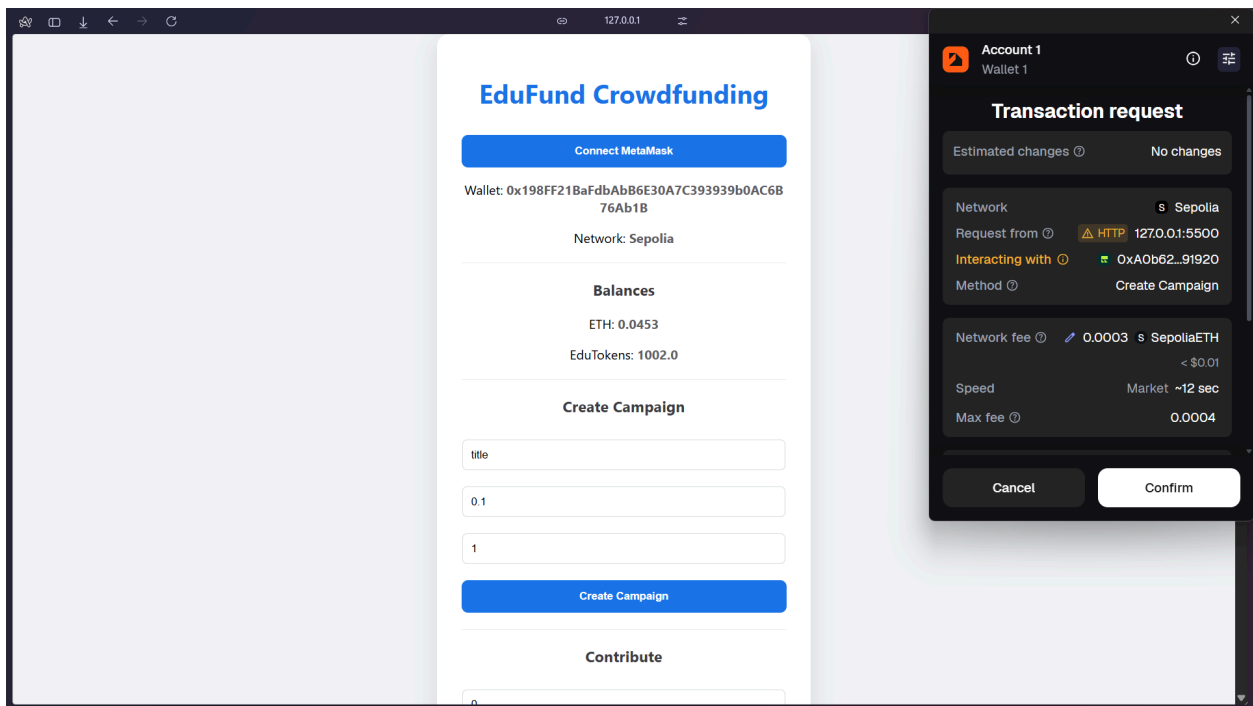 127.0.0.1
EduFund Crowdfunding
Connect MetaMask
Wallet: 0x198FF21BaFdbAbB6E30A7C393939b0AC6B
76Ab1B
Network: Sepolia
Balances
ETH: 0.0453
EduTokens: 1002.0
Create Campaign
title
0.1
1
Create Campaign
Contribute
0
Account 1
Wallet 1
Transaction request
Estimated changes No changes
Network S Sepolia
Request from HTTP 127.0.0.1:5500
Interacting with 0xA0b62...91920
Method Create Campaign
Network fee 0.0003 S SepoliaETH
< $0.01
Speed Market ~12 sec
Max fee 0.0004
Cancel Confirm